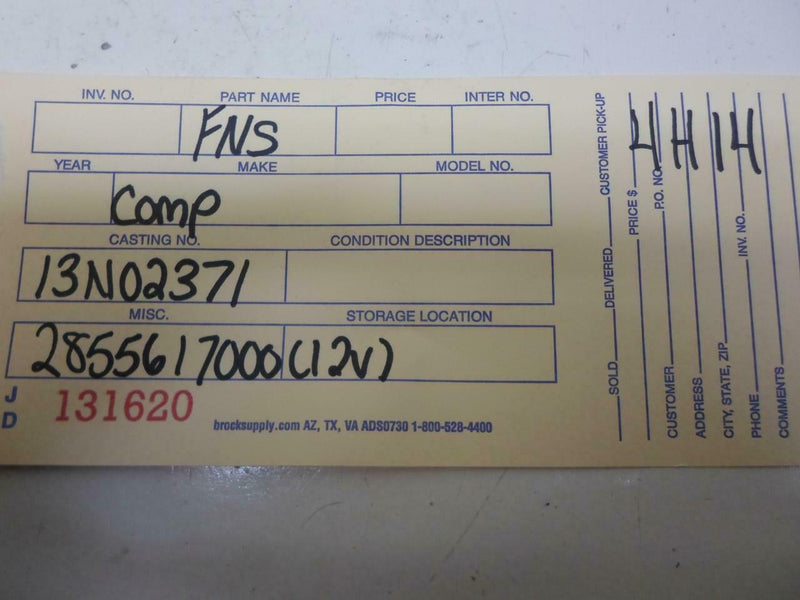 INV. NO. PART NAME PRICE INTER NO.
FNS
YEAR MAKE MODEL NO.
Comp
CASTING NO. CONDITION DESCRIPTION
13N02371
MISC. STORAGE LOCATION
2855617000(12V)
J
D
131620
brocksupply.com AZ, TX, VA ADS0730 1-800-528-4400
4H14
SOLD DELIVERED CUSTOMER PICK-UP
PRICE $
CUSTOMER P.O. NO.
ADDRESS
CITY, STATE, ZIP
PHONE INV. NO.
COMMENTS